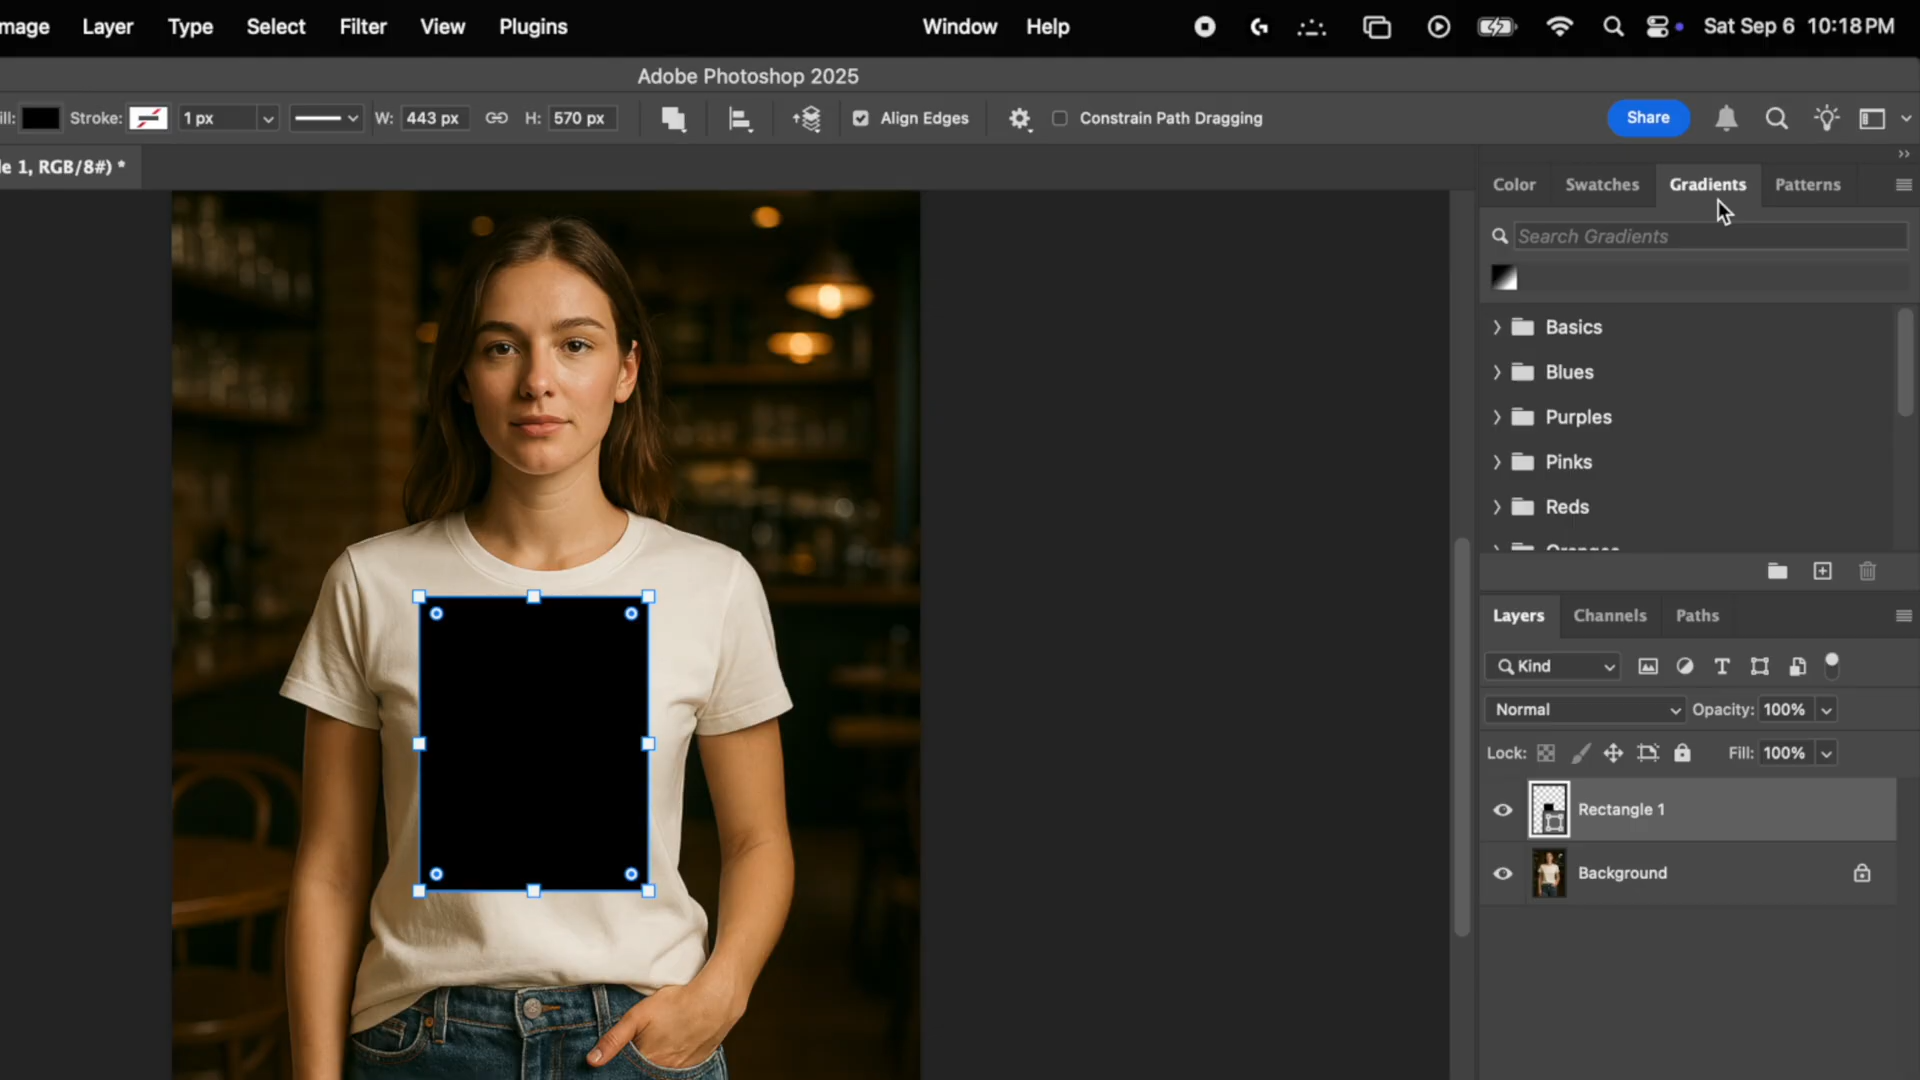 mage Layer Type Select Filter View Plugins Window Help Sat Sep 6 10:18 PM
Adobe Photoshop 2025
ill: Stroke: 1 px W: 443 px H: 570 px Align Edges Constrain Path Dragging Share
le 1, RGB/8#) *
Color Swatches Gradients Patterns
Search Gradients
Basics
Blues
Purples
Pinks
Reds
Oranges
Layers Channels Paths
Kind
Normal Opacity: 100%
Lock: Fill: 100%
Rectangle 1
Background